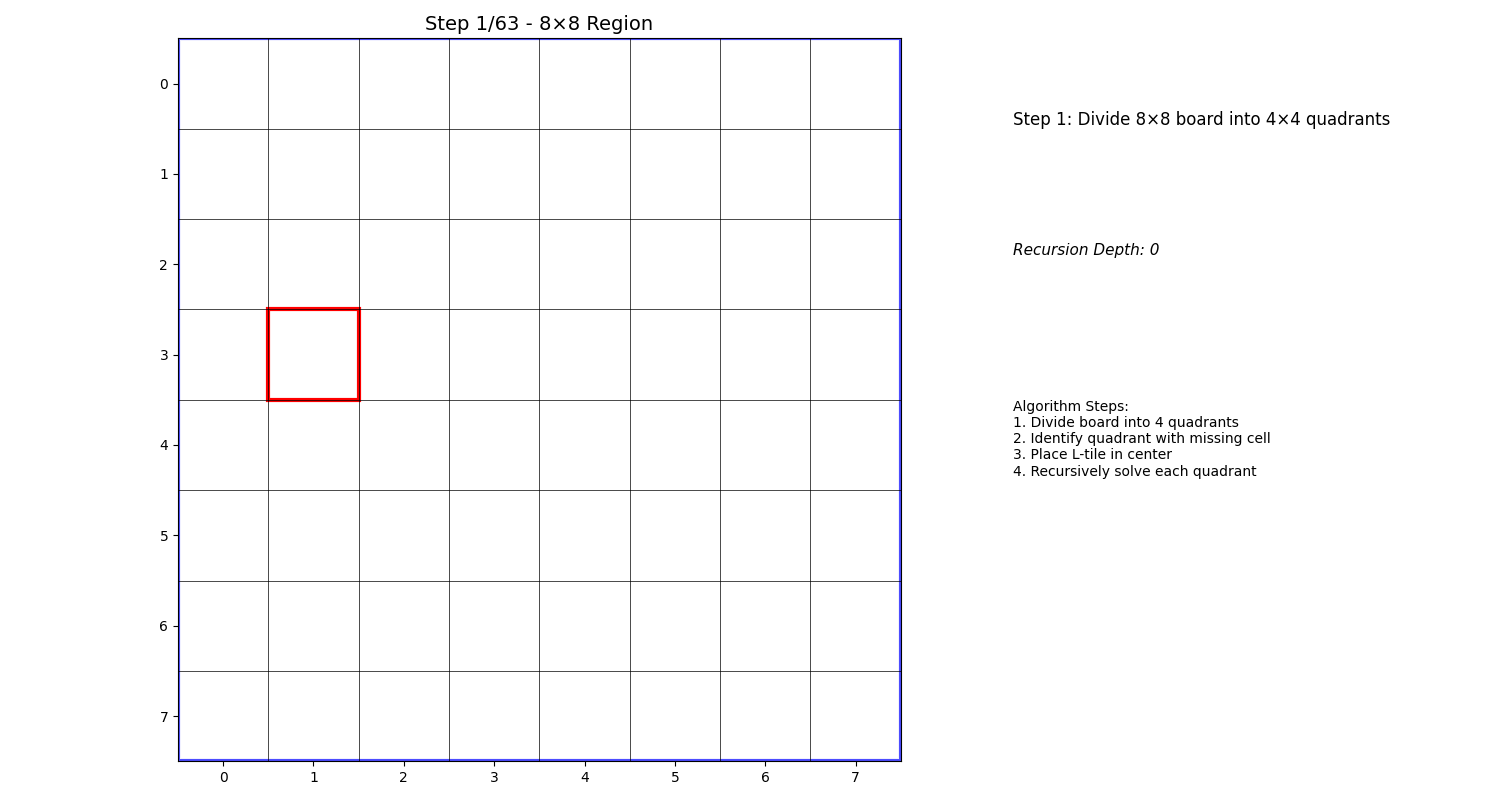 Step 1/63 - 8×8 Region
0
1
2
3
4
5
6
7
0 1 2 3 4 5 6 7
Step 1: Divide 8×8 board into 4×4 quadrants
Recursion Depth: 0
Algorithm Steps:
1. Divide board into 4 quadrants
2. Identify quadrant with missing cell
3. Place L-tile in center
4. Recursively solve each quadrant